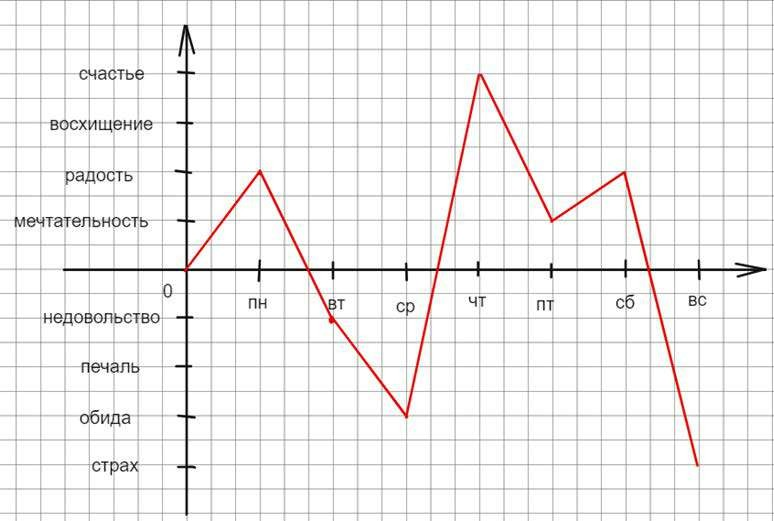 счастье
восхищение
радость
мечтательность
0
пн
вт
ср
чт
пт
сб
вс
недовольство
печаль
обида
страх